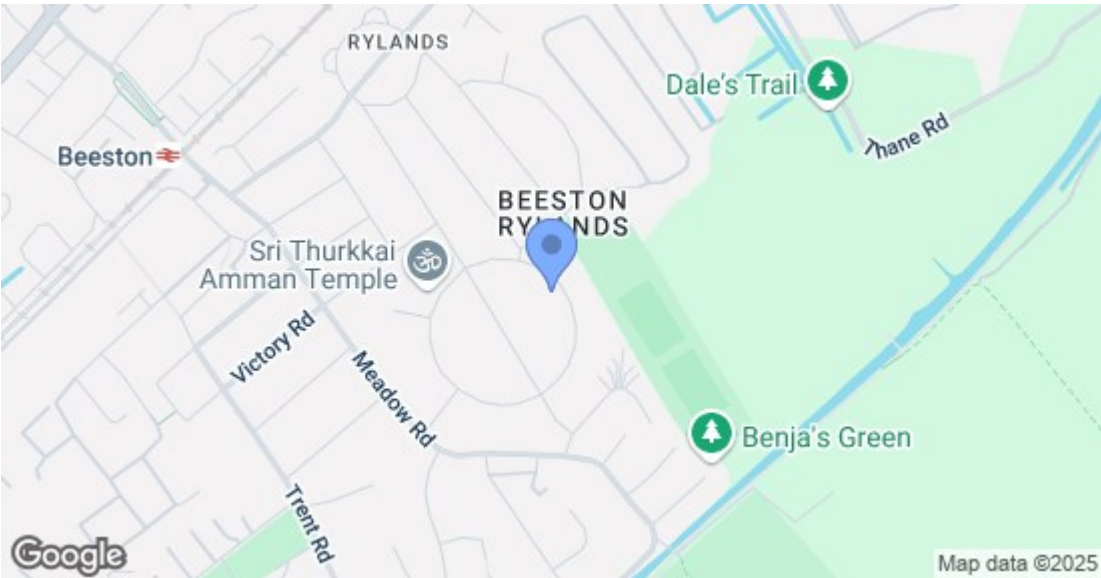 RYLANDS
Dale's Trail
Thane Rd
Beeston
BEESTON
RYLANDS
Sri Thurkkai
Amman Temple
ॐ
Victory Rd
Meadow Rd
Benja's Green
Trent Rd
Google
Map data ©2025